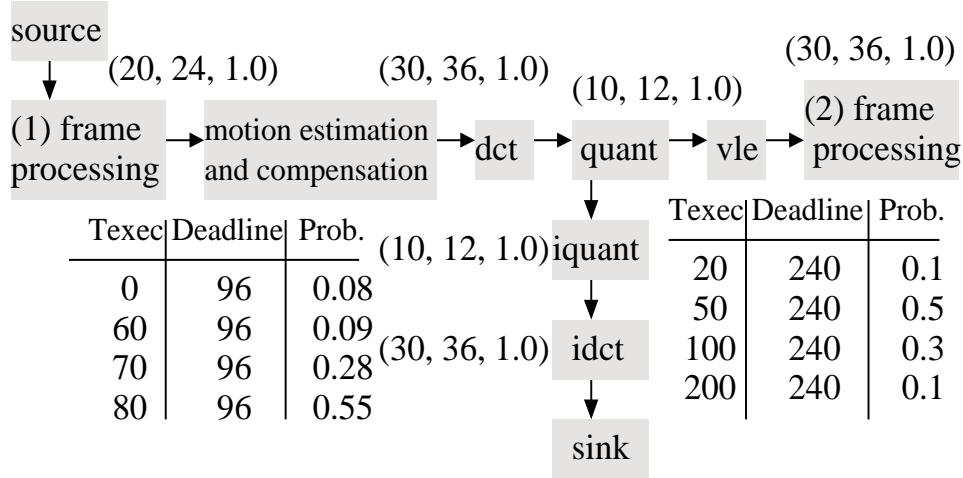 source
(20, 24, 1.0)
(30, 36, 1.0)
(10, 12, 1.0)
(30, 36, 1.0)
(1) frame
processing
motion estimation
and compensation
dct
quant
vle
(2) frame
processing
Texec Deadline Prob.
0 96 0.08
60 96 0.09
70 96 0.28
80 96 0.55
(10, 12, 1.0)
iquant
(30, 36, 1.0)
idct
sink
Texec Deadline Prob.
20 240 0.1
50 240 0.5
100 240 0.3
200 240 0.1